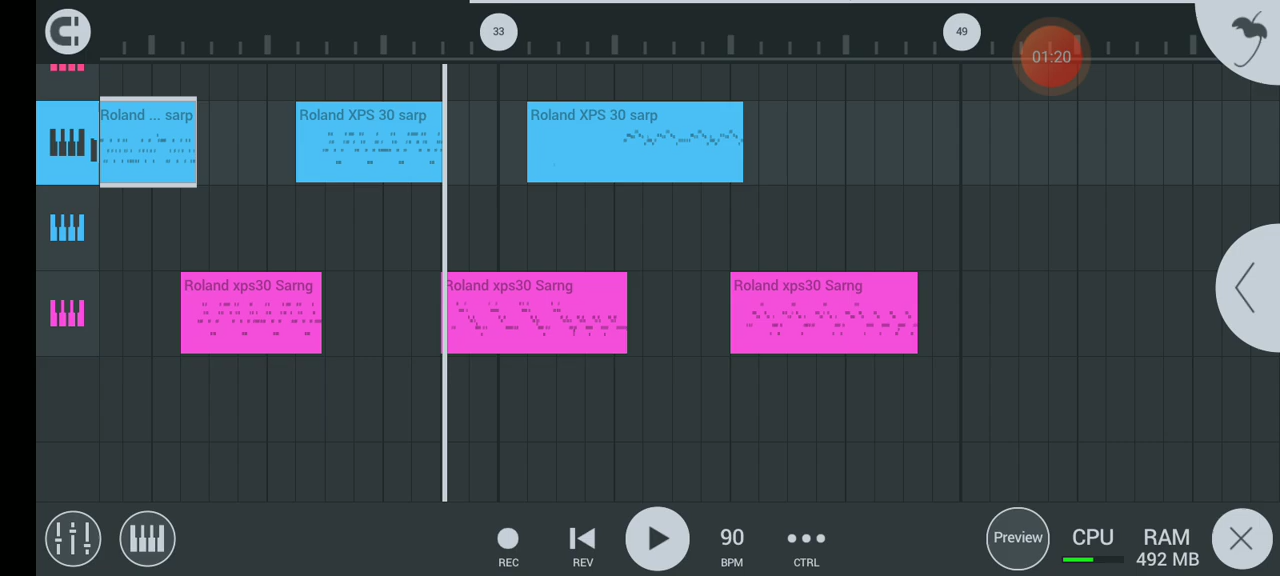 33
49
01:20
Roland ... sarp
Roland XPS 30 sarp
Roland XPS 30 sarp
Roland xps30 Sarng
Roland xps30 Sarng
Roland xps30 Sarng
REC
REV
90
BPM
CTRL
Preview
CPU
RAM
492 MB